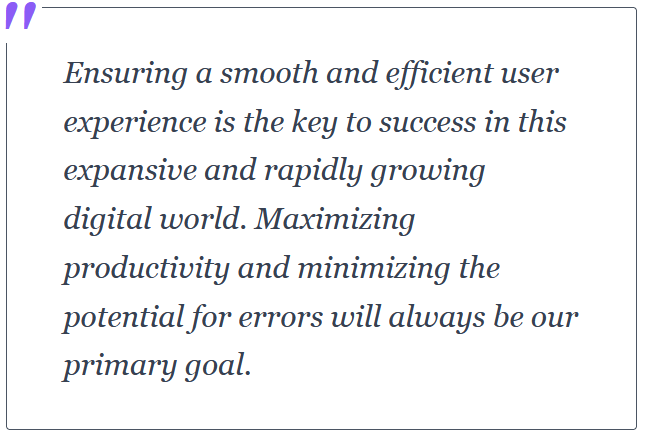 "
Ensuring a smooth and efficient user
experience is the key to success in this
expansive and rapidly growing
digital world. Maximizing
productivity and minimizing the
potential for errors will always be our
primary goal.